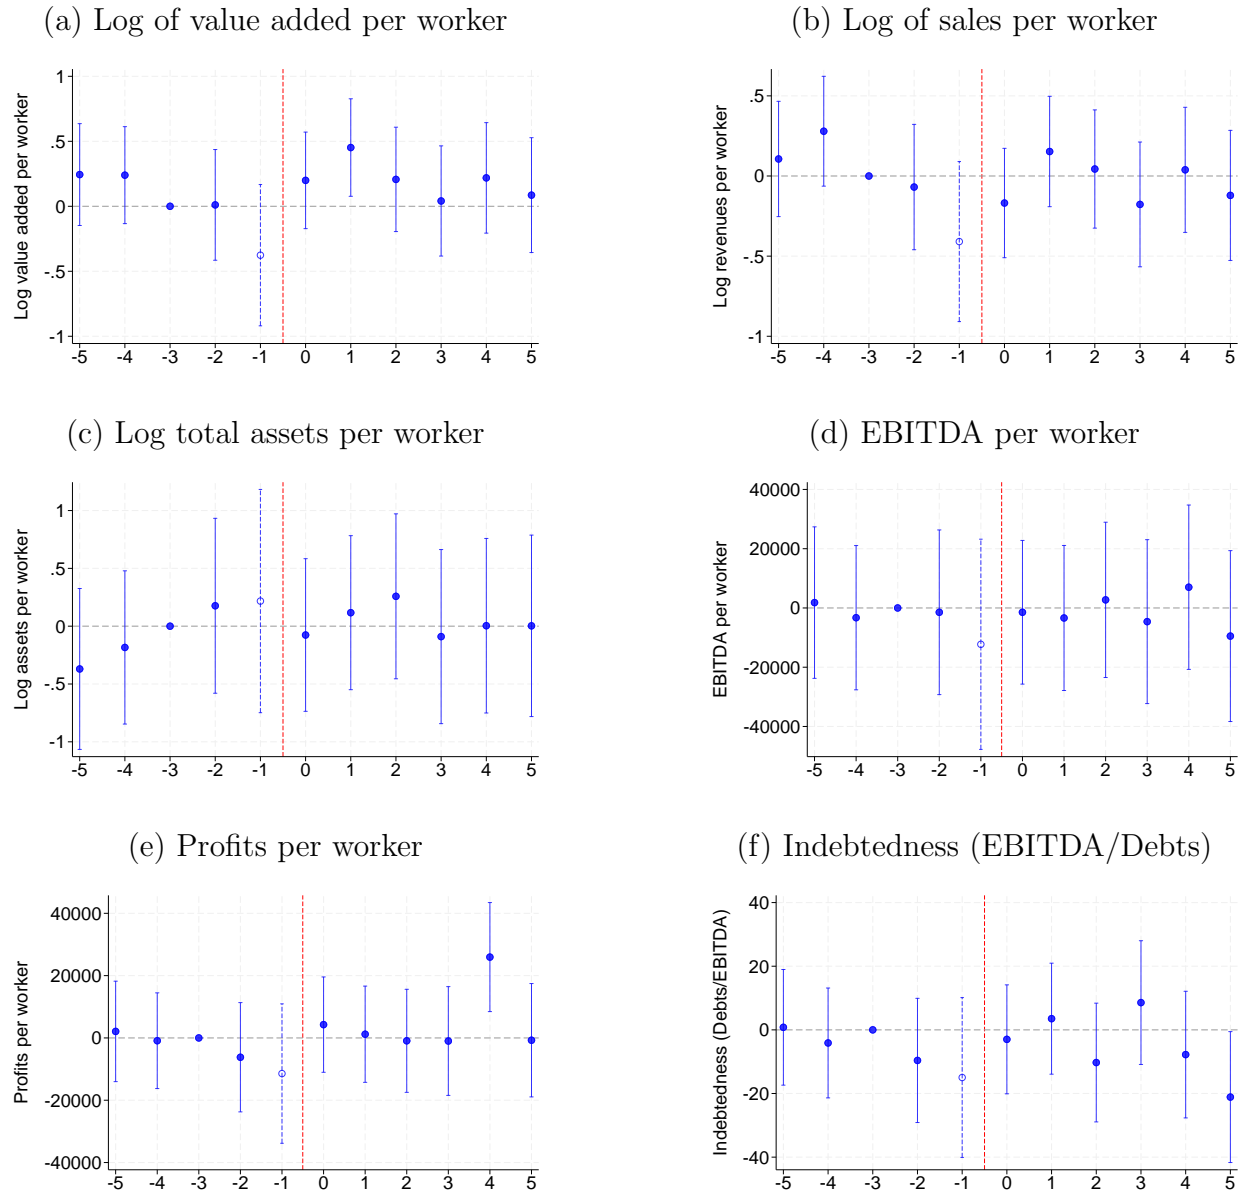 (a) Log of value added per worker
Log value added per worker
1
.5
0
-.5
-1
-5 -4 -3 -2 -1 0 1 2 3 4 5
(b) Log of sales per worker
Log revenues per worker
.5
0
-.5
-1
-5 -4 -3 -2 -1 0 1 2 3 4 5
(c) Log total assets per worker
Log assets per worker
1
.5
0
-.5
-1
-5 -4 -3 -2 -1 0 1 2 3 4 5
(d) EBITDA per worker
EBITDA per worker
40000
20000
0
-20000
-40000
-5 -4 -3 -2 -1 0 1 2 3 4 5
(e) Profits per worker
Profits per worker
40000
20000
0
-20000
-40000
-5 -4 -3 -2 -1 0 1 2 3 4 5
(f) Indebtedness (EBITDA/Debts)
Indebtedness (Debts/EBITDA)
40
20
0
-20
-40
-5 -4 -3 -2 -1 0 1 2 3 4 5